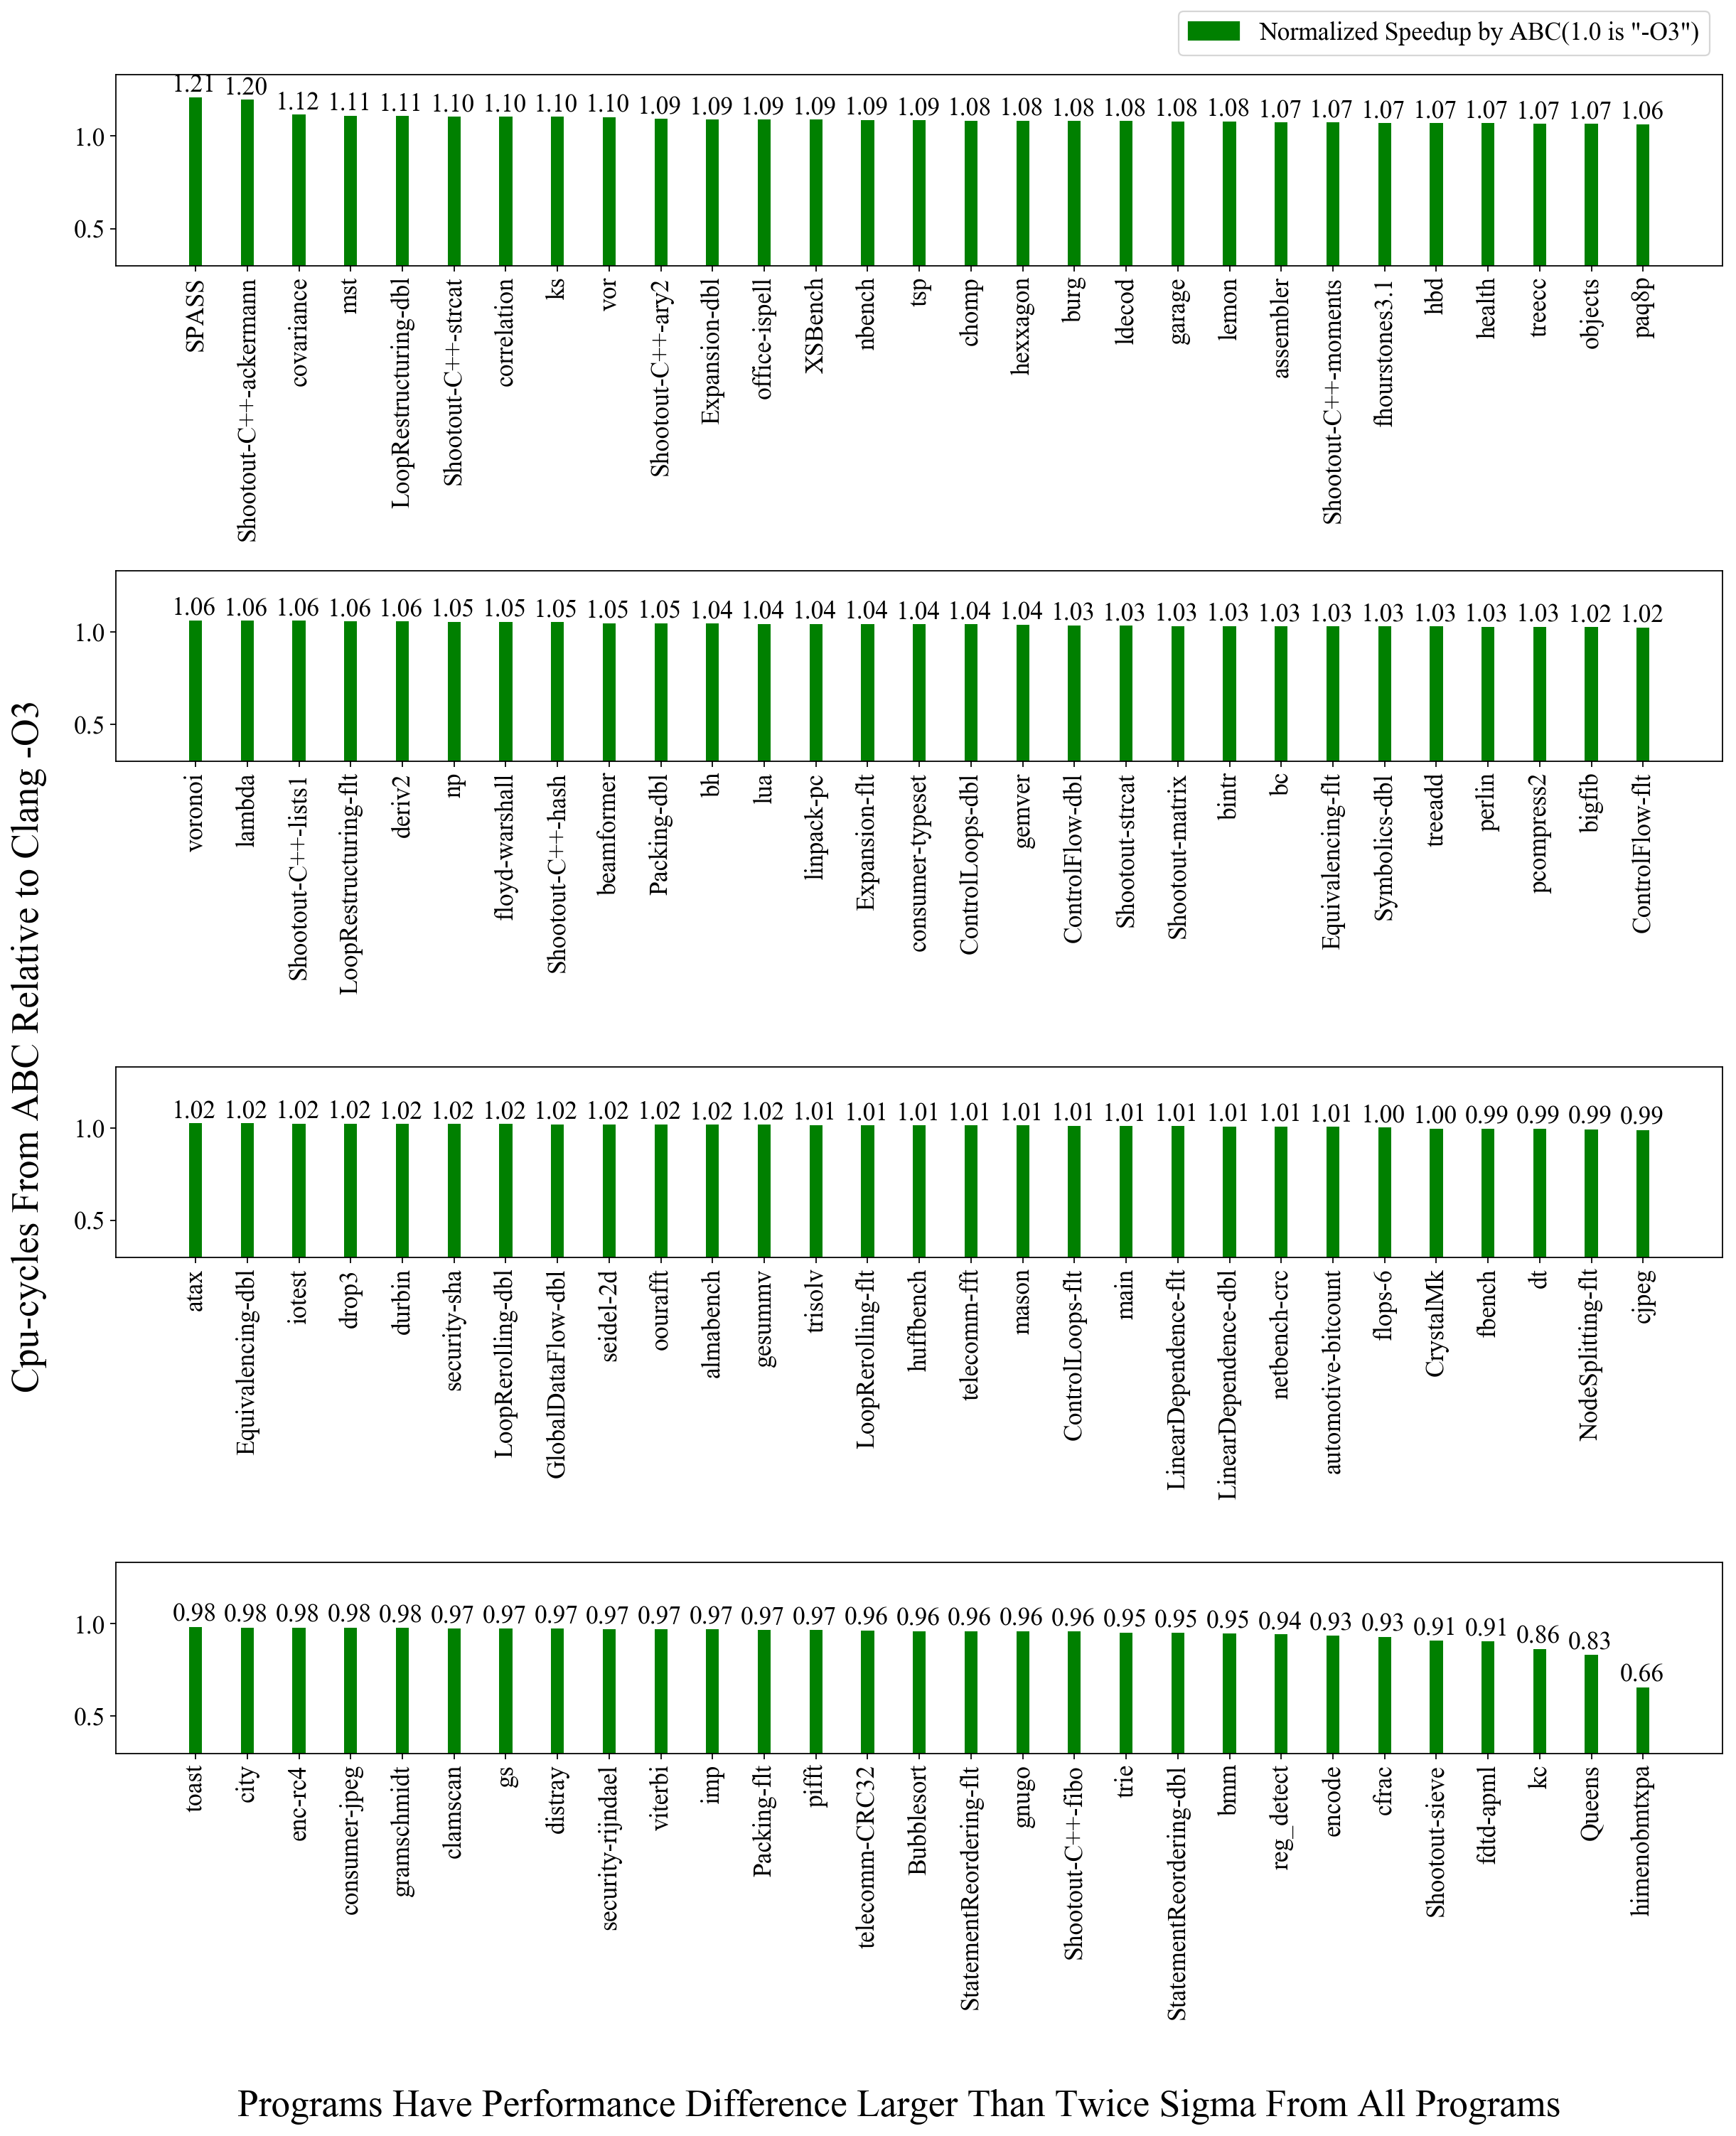 Normalized Speedup by ABC(1.0 is "-O3")
Cpu-cycles From ABC Relative to Clang -O3
1.21 1.20 1.12 1.11 1.11 1.10 1.10 1.10 1.10 1.09 1.09 1.09 1.09 1.09 1.09 1.08 1.08 1.08 1.08 1.08 1.08 1.07 1.07 1.07 1.07 1.07 1.07 1.07 1.06
1.0
0.5
SPASS
Shootout-C++-ackermann
covariance
mst
LoopRestructuring-dbl
Shootout-C++-strcat
correlation
ks
vor
Shootout-C++-ary2
Expansion-dbl
office-ispell
XSBench
nbench
tsp
chomp
hexxagon
burg
ldecod
garage
lemon
assembler
Shootout-C++-moments
fhourstones3.1
hbd
health
treecc
objects
paq8p
1.06 1.06 1.06 1.06 1.06 1.05 1.05 1.05 1.05 1.05 1.04 1.04 1.04 1.04 1.04 1.04 1.04 1.03 1.03 1.03 1.03 1.03 1.03 1.03 1.03 1.03 1.03 1.02 1.02
1.0
0.5
voronoi
lambda
Shootout-C++-lists1
LoopRestructuring-flt
deriv2
np
floyd-warshall
Shootout-C++-hash
beamformer
Packing-dbl
bh
lua
linpack-pc
Expansion-flt
consumer-typeset
ControlLoops-dbl
genver
ControlFlow-dbl
Shootout-strcat
Shootout-matrix
bintr
bc
Equivalencing-flt
Symbolics-dbl
treeadd
perlin
pcompress2
bigfib
ControlFlow-flt
1.02 1.02 1.02 1.02 1.02 1.02 1.02 1.02 1.02 1.02 1.02 1.02 1.01 1.01 1.01 1.01 1.01 1.01 1.01 1.01 1.01 1.01 1.01 1.00 1.00 0.99 0.99 0.99 0.99
1.0
0.5
atax
Equivalencing-dbl
iotest
drop3
durbin
security-sha
LoopRerolling-dbl
GlobalDataFlow-dbl
seidel-2d
oourafft
almabench
gesummv
trisolv
LoopRerolling-flt
huffbench
telecomm-fft
mason
ControlLoops-flt
main
LinearDependence-flt
LinearDependence-dbl
netbench-crc
automotive-bitcount
flops-6
CrystalMk
fbench
dt
NodeSplitting-flt
cjpeg
0.98 0.98 0.98 0.98 0.98 0.97 0.97 0.97 0.97 0.97 0.97 0.97 0.97 0.96 0.96 0.96 0.96 0.96 0.95 0.95 0.95 0.94 0.93 0.93 0.91 0.91 0.86 0.83 0.66
1.0
0.5
toast
city
enc-rc4
consumer-jpeg
gramschmidt
clamscan
gs
distray
security-rijndael
viterbi
imp
Packing-flt
pifft
telecomm-CRC32
Bubblesort
StatementReordering-flt
gnugo
Shootout-C++-fibo
trie
StatementReordering-dbl
bmm
reg_detect
encode
cfrac
Shootout-sieve
fdtd-apml
kc
Queens
himenobmtxpa
Programs Have Performance Difference Larger Than Twice Sigma From All Programs